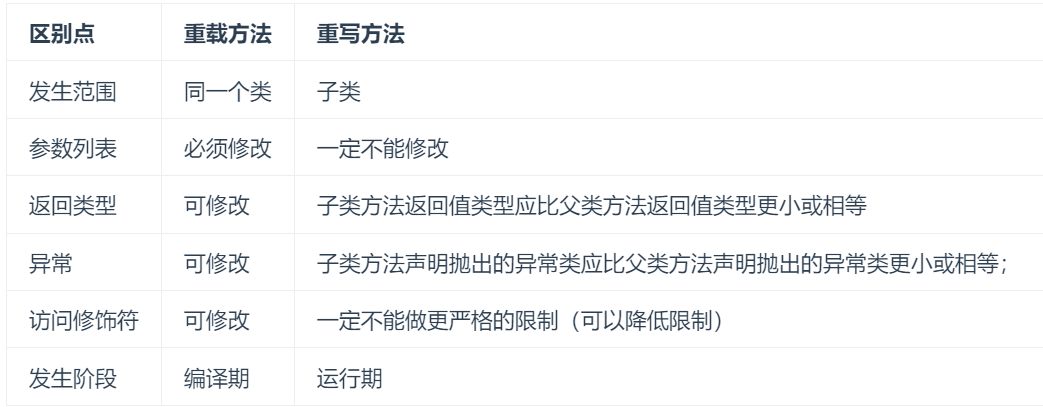 区别点 重载方法 重写方法
发生范围 同一个类 子类
参数列表 必须修改 一定不能修改
返回类型 可修改 子类方法返回值类型应比父类方法返回值类型更小或相等
异常 可修改 子类方法声明抛出的异常类应比父类方法声明抛出的异常类更小或相等；
访问修饰符 可修改 一定不能做更严格的限制（可以降低限制）
发生阶段 编译期 运行期